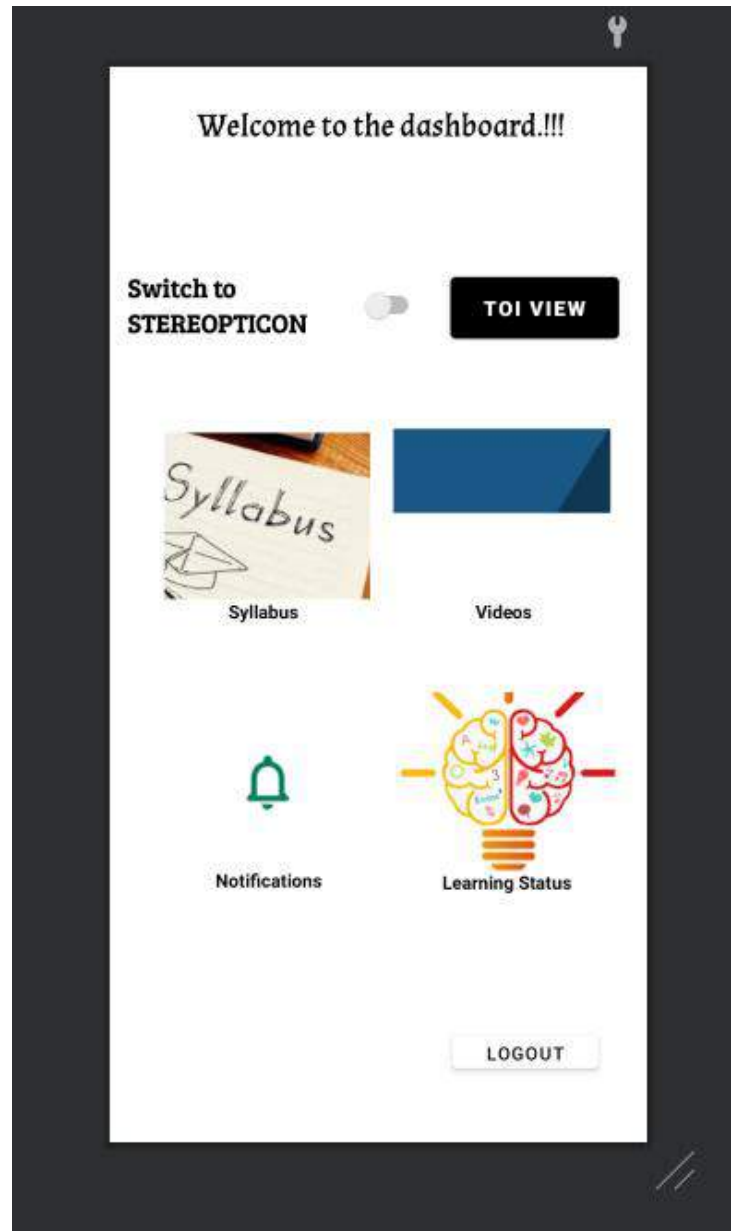 Welcome to the dashboard.!!!
Switch to
STEREOPTICON
TOI VIEW
Syllabus
Syllabus
Videos
Notifications
Learning Status
LOGOUT